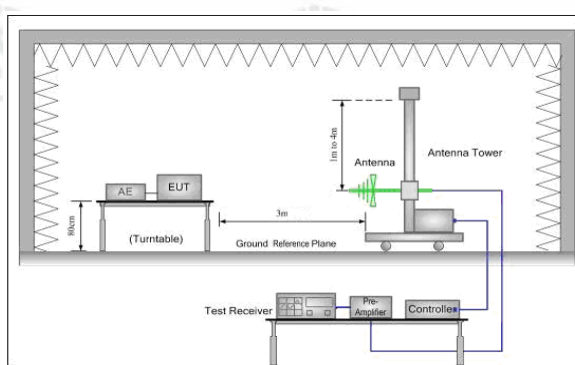 1m to 4m
Antenna
Antenna Tower
AE
EUT
80cm
3m
(Turntable)
Ground Reference Plane
Test Receiver
Pre-
Amplifier
Controller